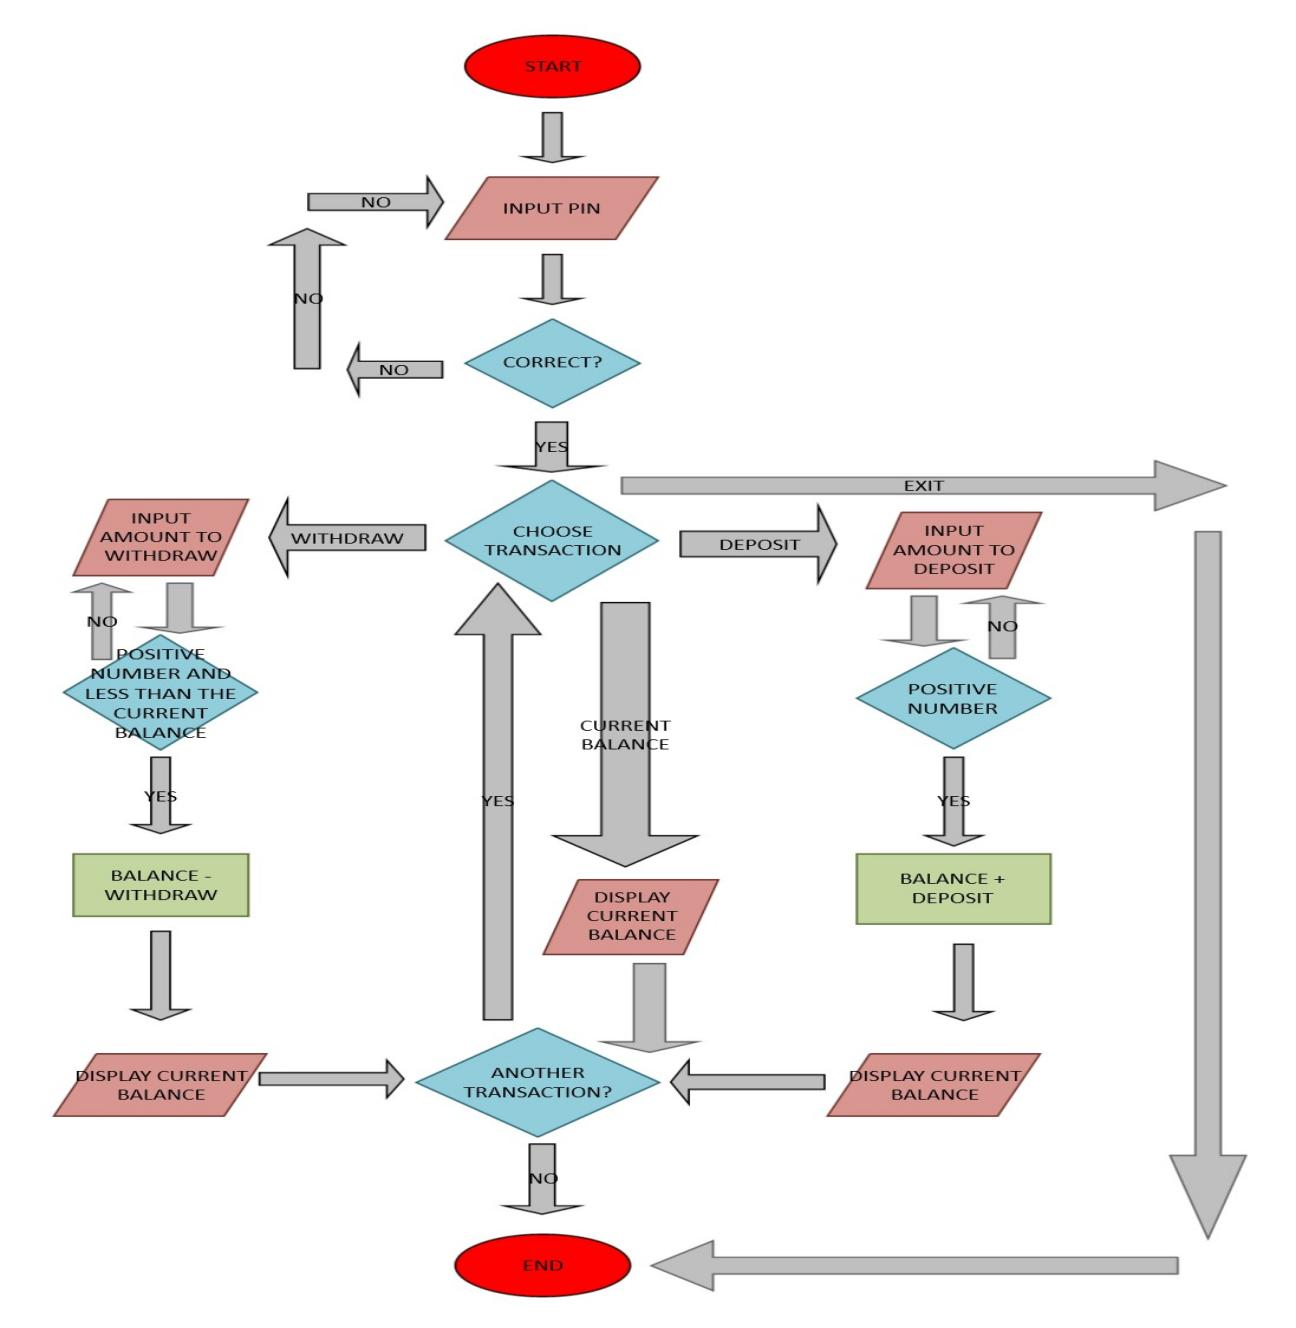 START
NO
INPUT PIN
NO
CORRECT?
NO
YES
EXIT
INPUT
AMOUNT TO
WITHDRAW
WITHDRAW
CHOOSE
TRANSACTION
DEPOSIT
INPUT
AMOUNT TO
DEPOSIT
NO
NO
POSITIVE
NUMBER AND
LESS THAN THE
CURRENT
BALANCE
POSITIVE
NUMBER
CURRENT
BALANCE
YES
YES
YES
BALANCE -
WITHDRAW
BALANCE +
DEPOSIT
DISPLAY
CURRENT
BALANCE
DISPLAY CURRENT
BALANCE
ANOTHER
TRANSACTION?
DISPLAY CURRENT
BALANCE
NO
END